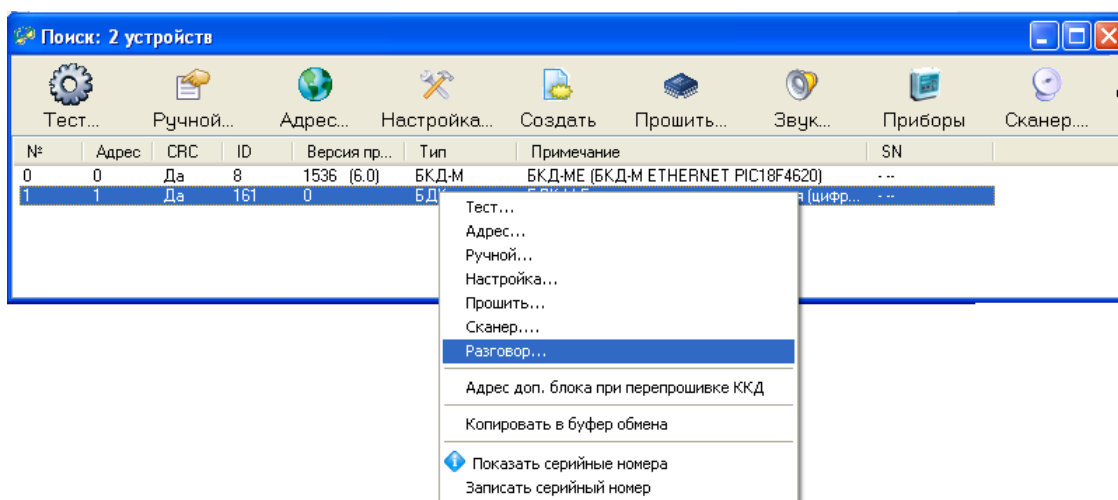 Поиск: 2 устройств
Тест... Ручной... Адрес... Настройка... Создать Прошить... Звук... Приборы Сканер....
№ Адрес CRC ID Версия пр... Тип Примечание SN
0 0 Да 8 1536 (6.0) БКД-М БКД-МЕ (БКД-М ETHERNET PIC18F4620) - --
1 1 Да 161 0 (цифр... - --
Тест...
Адрес...
Ручной...
Настройка...
Прошить...
Сканер....
Разговор...
Адрес доп. блока при перепрошивке ККД
Копировать в буфер обмена
Показать серийные номера
Записать серийный номер